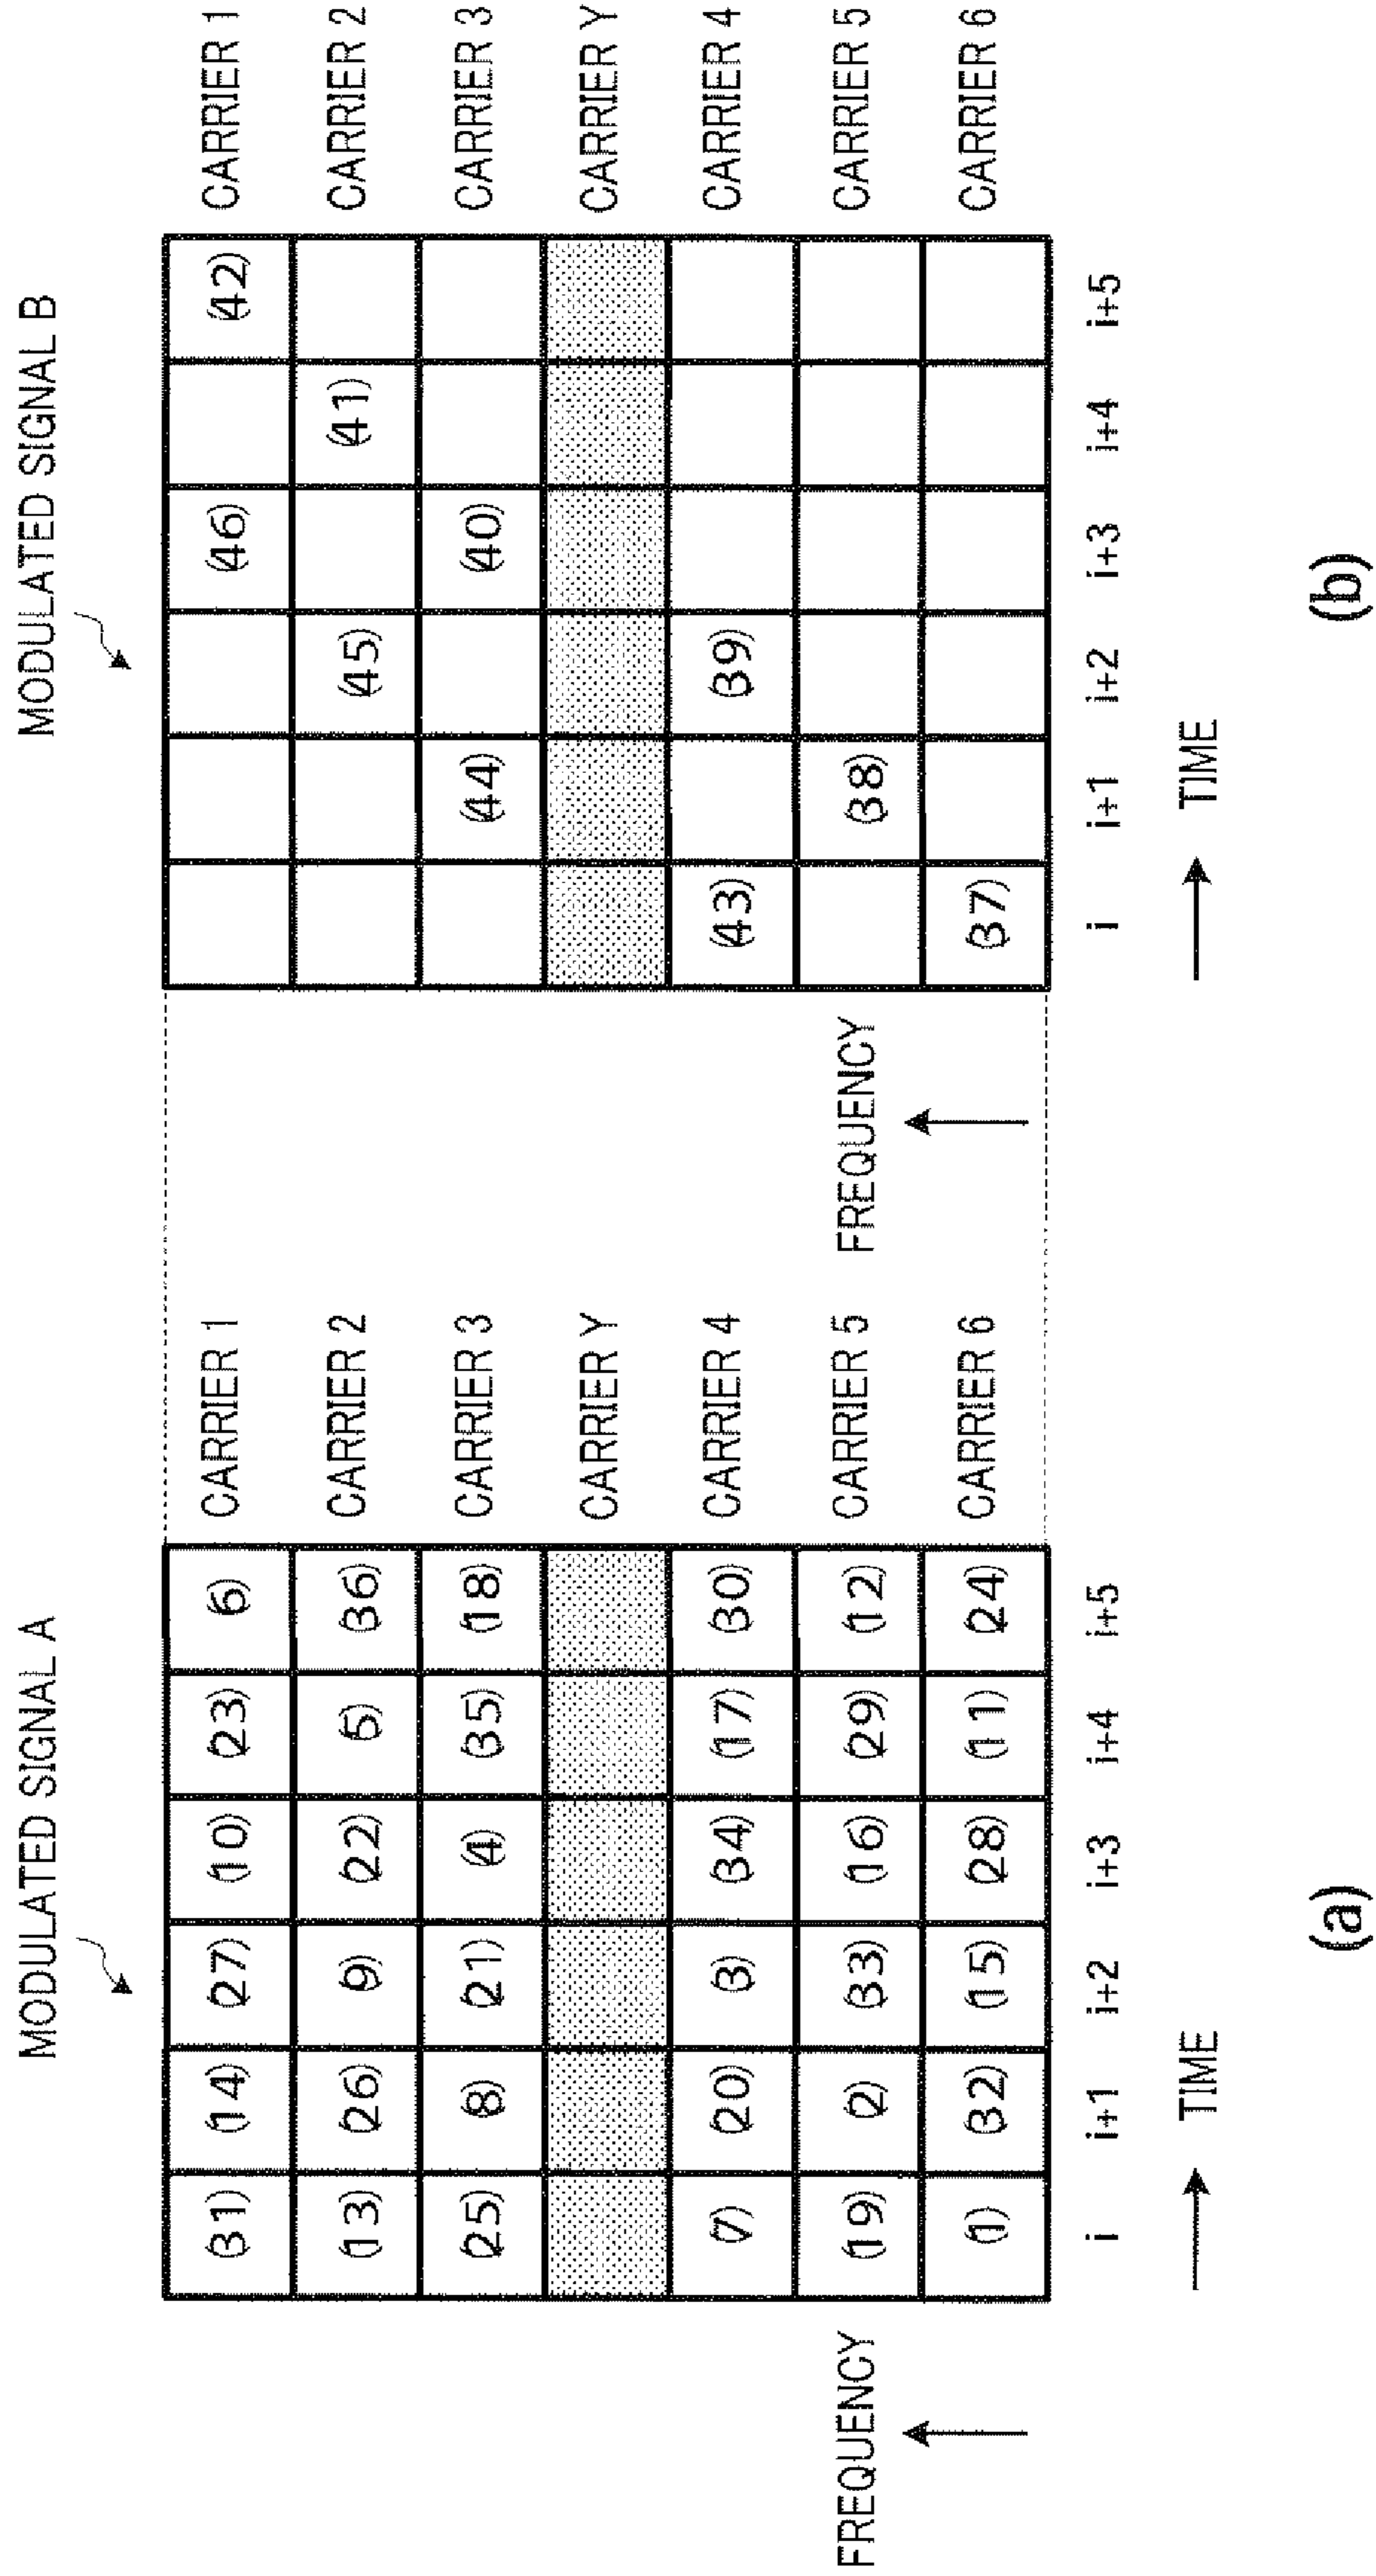 MODULATED SIGNAL A
(31) (14) (27) (10) (23) (6) CARRIER 1
(13) (26) (9) (22) (5) (36) CARRIER 2
(25) (8) (21) (4) (35) (18) CARRIER 3
CARRIER Y
(7) (20) (3) (34) (17) (30) CARRIER 4
(19) (2) (33) (16) (29) (12) CARRIER 5
(1) (32) (15) (28) (11) (24) CARRIER 6
i i+1 i+2 i+3 i+4 i+5
FREQUENCY
TIME
(a)
MODULATED SIGNAL B
(46) (42) CARRIER 1
(45) (41) CARRIER 2
(44) (40) CARRIER 3
CARRIER Y
(43) (39) CARRIER 4
(38) CARRIER 5
(37) CARRIER 6
i i+1 i+2 i+3 i+4 i+5
FREQUENCY
TIME
(b)